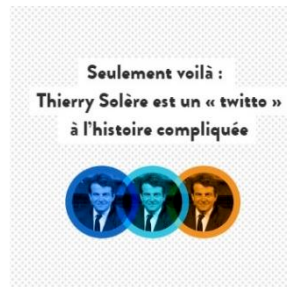 Seulement voilà :
Thierry Solère est un « twitto »
à l'histoire compliquée